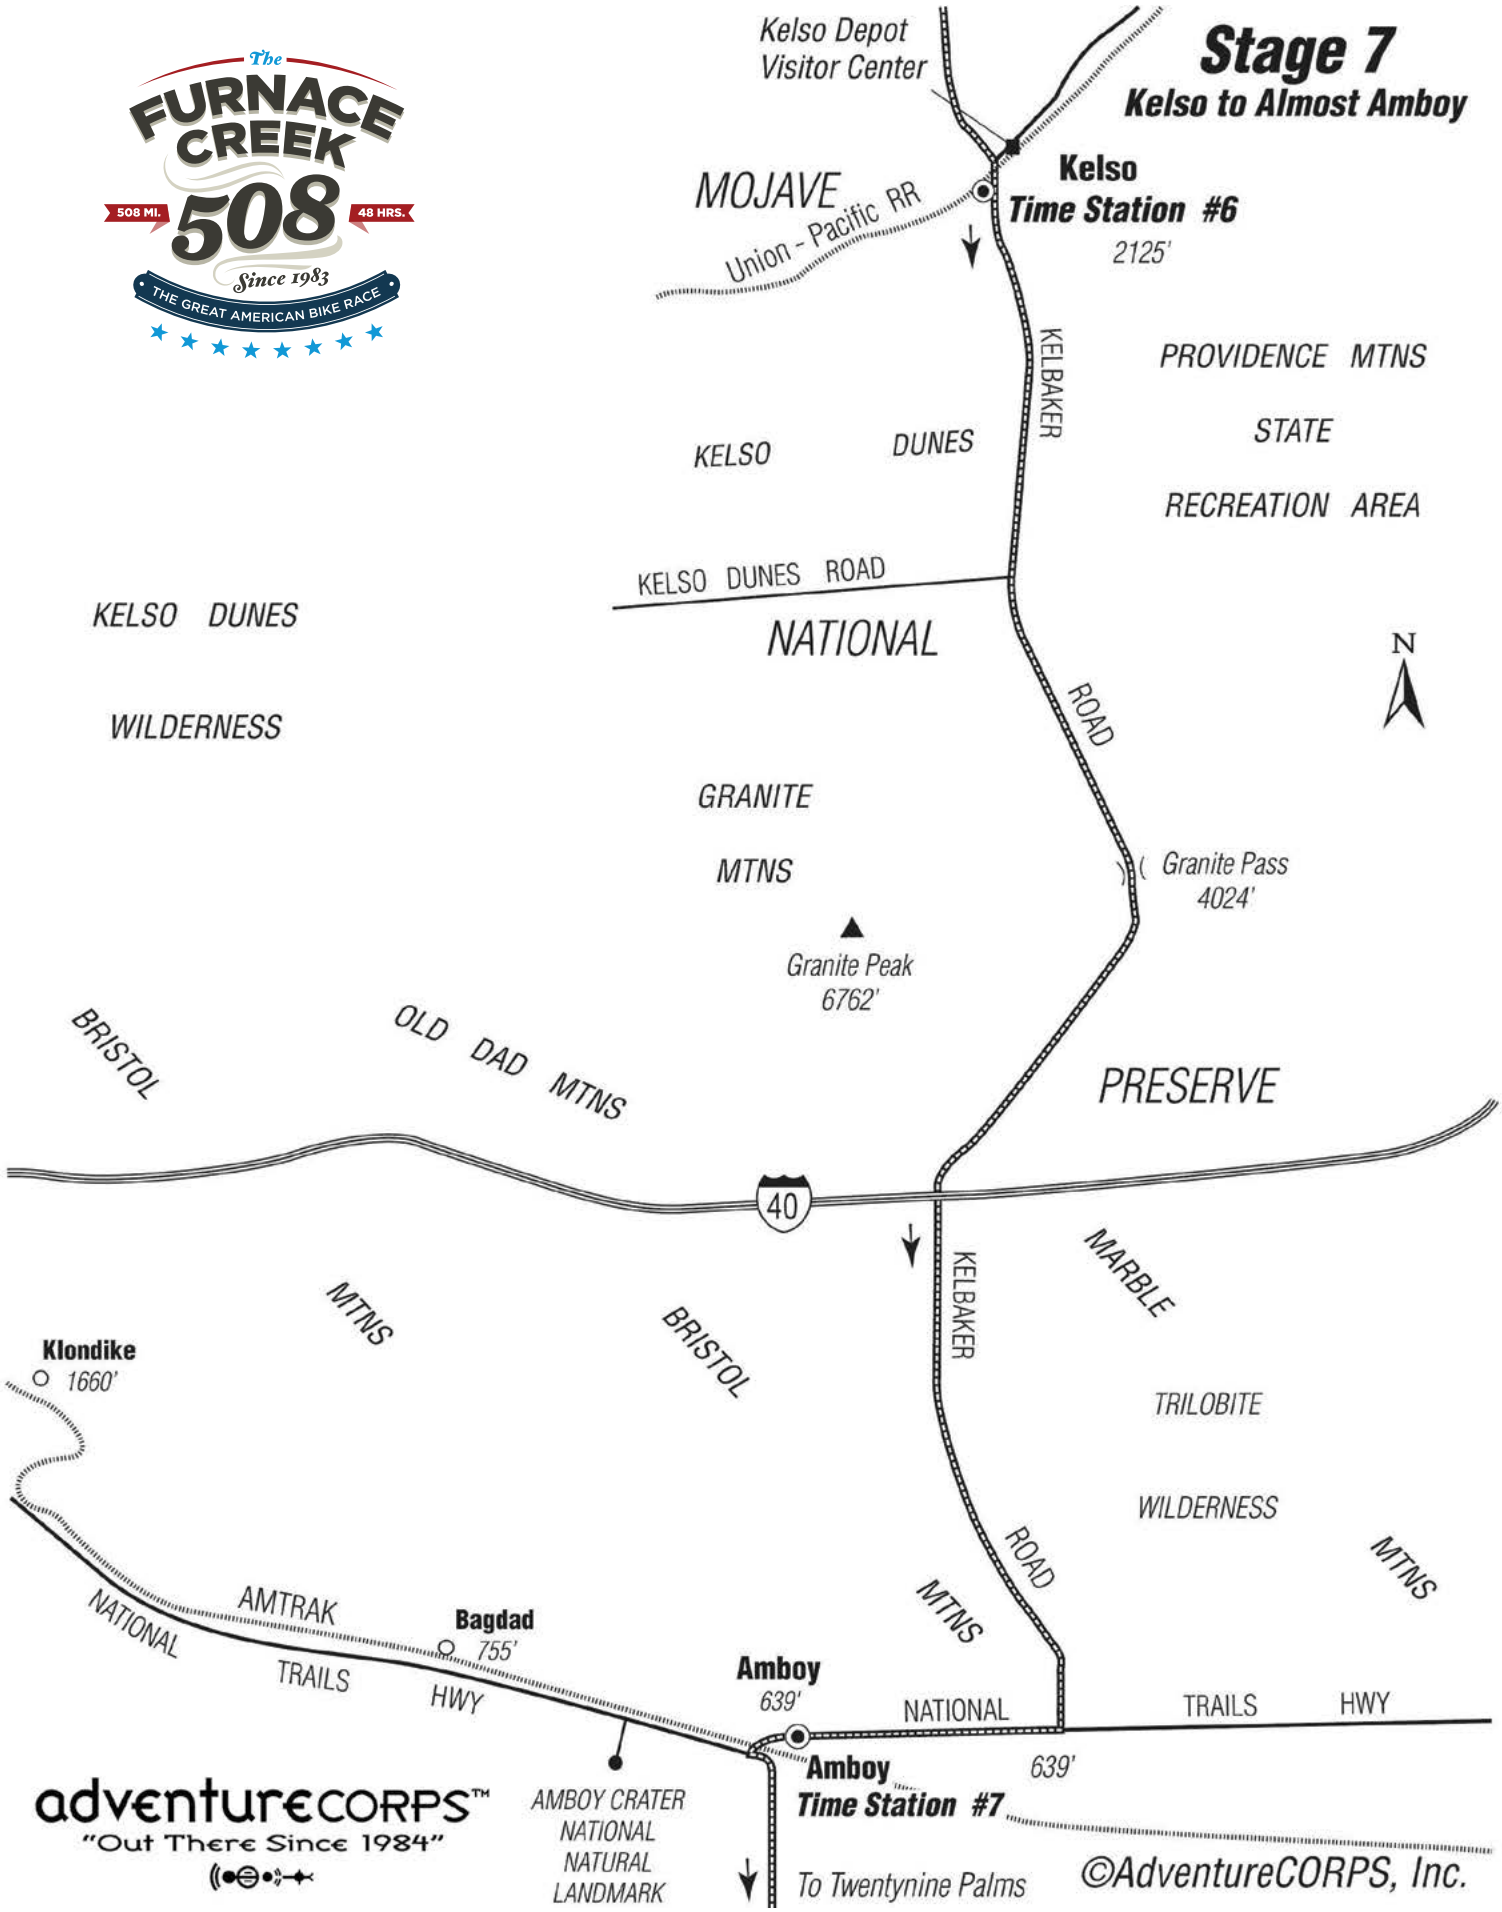 The
FURNACE
CREEK
508 MI.
508
48 HRS.
Since 1983
THE GREAT AMERICAN BIKE RACE
Kelso Depot
Visitor Center
Stage 7
Kelso to Almost Amboy
Kelso
Time Station #6
2125'
MOJAVE
Union - Pacific RR
KELBAKER
PROVIDENCE MTNS
STATE
RECREATION AREA
KELSO DUNES
KELSO DUNES ROAD
KELSO DUNES
WILDERNESS
NATIONAL
N
ROAD
GRANITE
MTNS
Granite Pass
4024'
Granite Peak
6762'
BRISTOL
OLD DAD MTNS
PRESERVE
40
MTNS
BRISTOL
KELBAKER
MARBLE
Klondike
1660'
TRILOBITE
WILDERNESS
ROAD
MTNS
MTNS
AMTRAK
NATIONAL TRAILS HWY
Bagdad
755'
Amboy
639'
NATIONAL TRAILS HWY
639'
Amboy
Time Station #7
AMBOY CRATER
NATIONAL
NATURAL
LANDMARK
To Twentynine Palms
adventureCORPS™
"Out There Since 1984"
©AdventureCORPS, Inc.